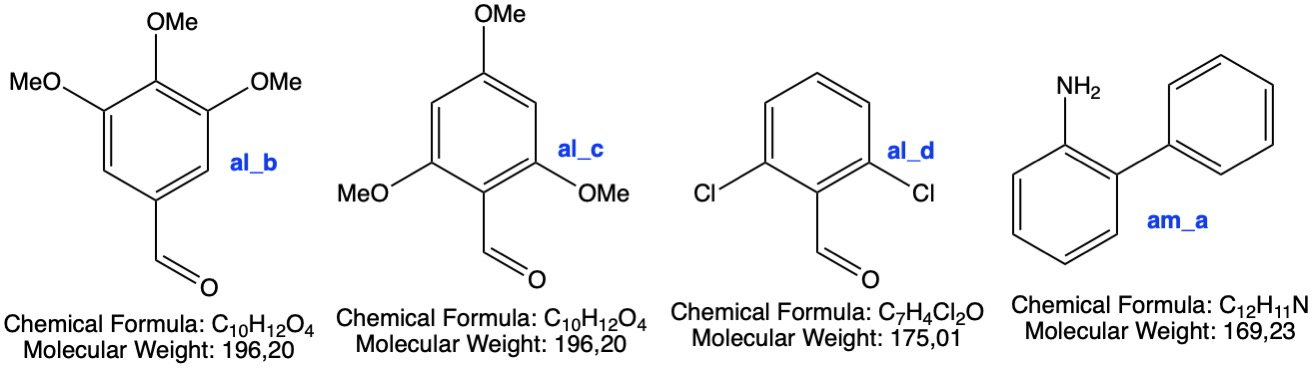 OMe
MeO
OMe
al_b
O
Chemical Formula: C₁₀H₁₂O₄
Molecular Weight: 196,20
OMe
al_c
MeO
OMe
O
Chemical Formula: C₁₀H₁₂O₄
Molecular Weight: 196,20
al_d
Cl
Cl
O
Chemical Formula: C₇H₄Cl₂O
Molecular Weight: 175,01
NH₂
am_a
Chemical Formula: C₁₂H₁₁N
Molecular Weight: 169,23